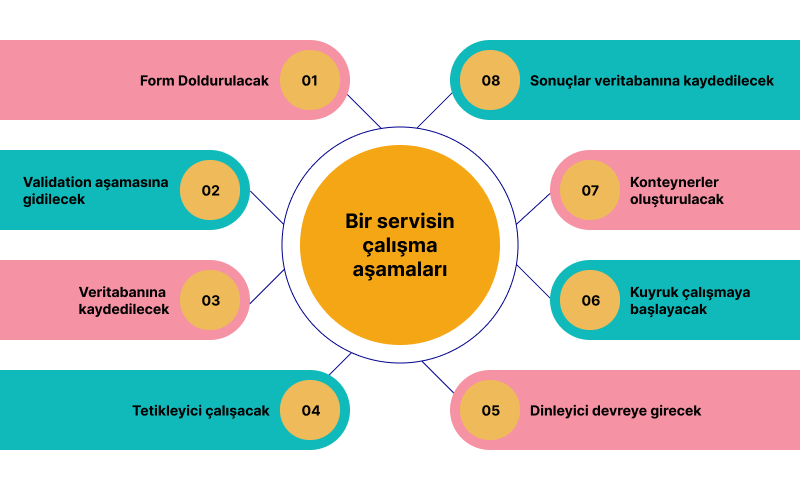 Bir servisin
çalışma
aşamaları
01
Form Doldurulacak
02
Validation aşamasına
gidilecek
03
Veritabanına
kaydedilecek
04
Tetikleyici çalışacak
05
Dinleyici devreye girecek
06
Kuyruk çalışmaya
başlayacak
07
Konteynerler
oluşturulacak
08
Sonuçlar veritabanına kaydedilecek